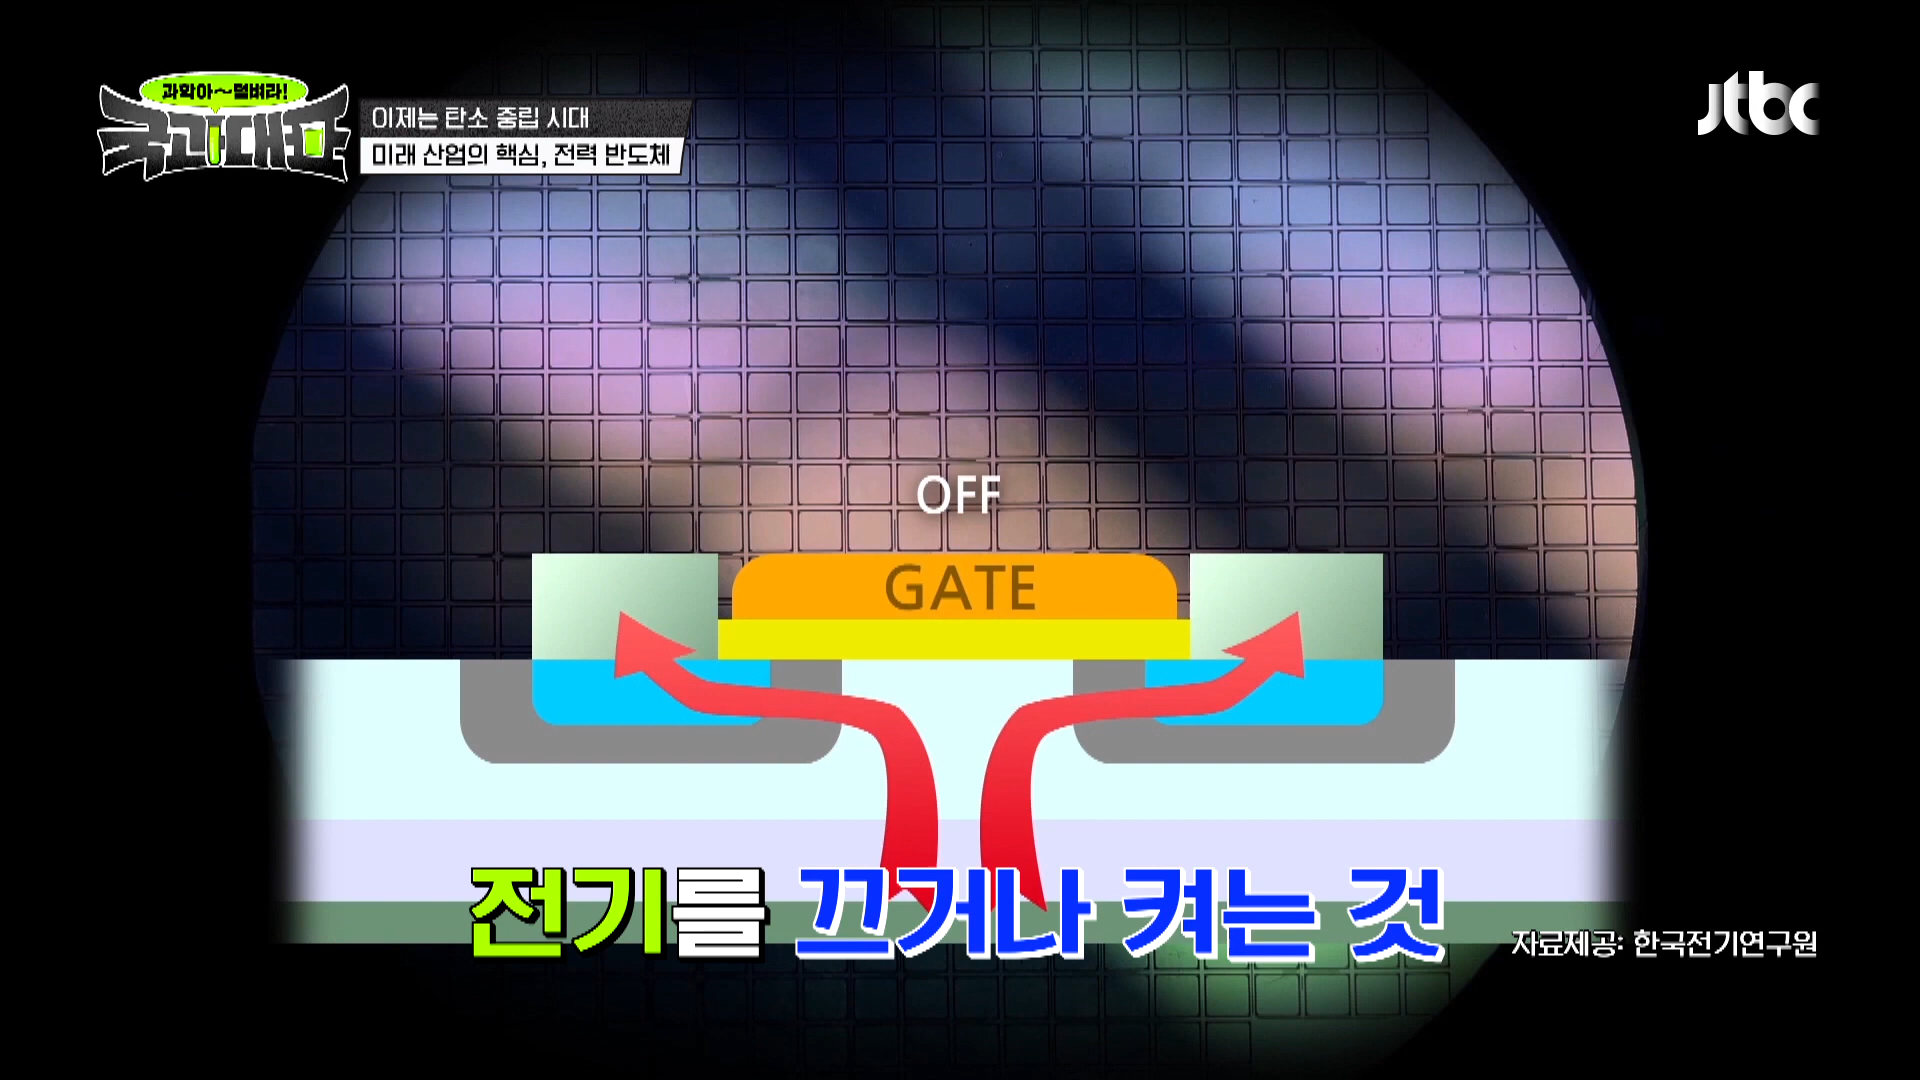 과학아~덤벼라!
국가대표
이제는 탄소 중립 시대
미래 산업의 핵심, 전력 반도체
jtbc
OFF
GATE
전기를 끄거나 켜는 것
자료제공: 한국전기연구원